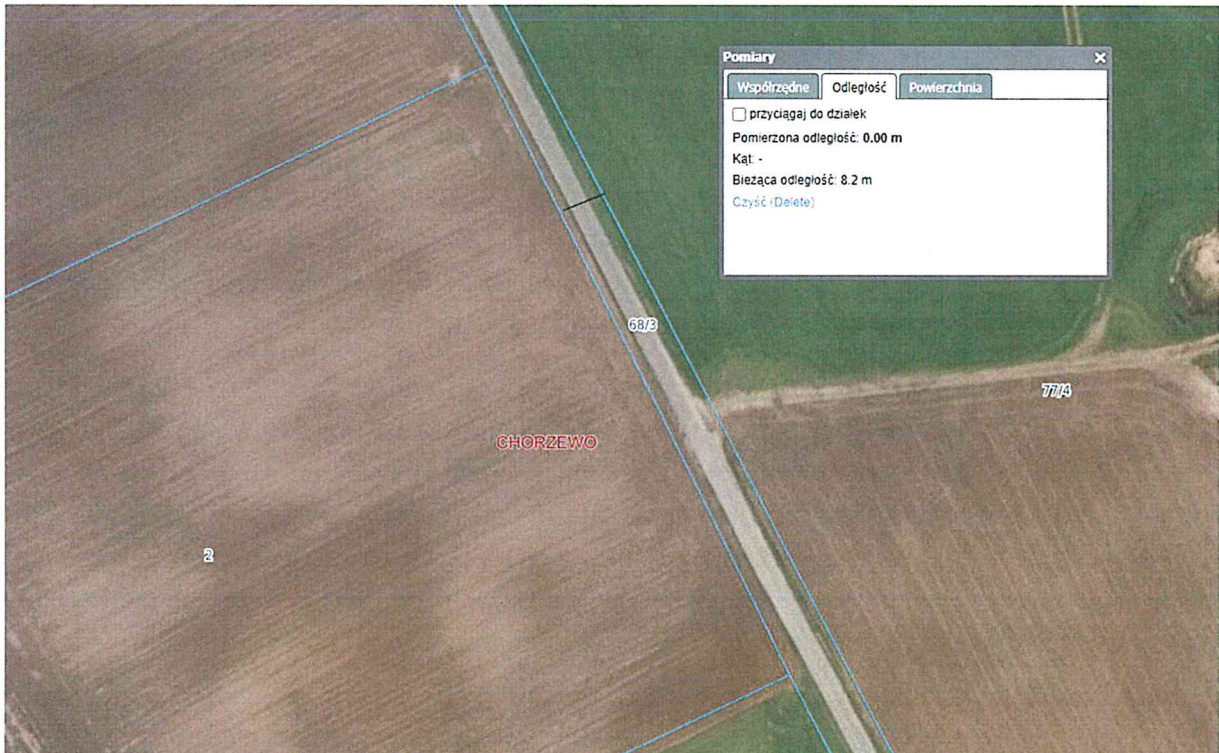 Pomiary
Współrzędne Odległość Powierzchnia
przyciągaj do działek
Pomierzona odległość: 0.00 m
Kąt: -
Bieżąca odległość: 8.2 m
Czyść (Delete)
68/3
77/4
CHORZEWO
2